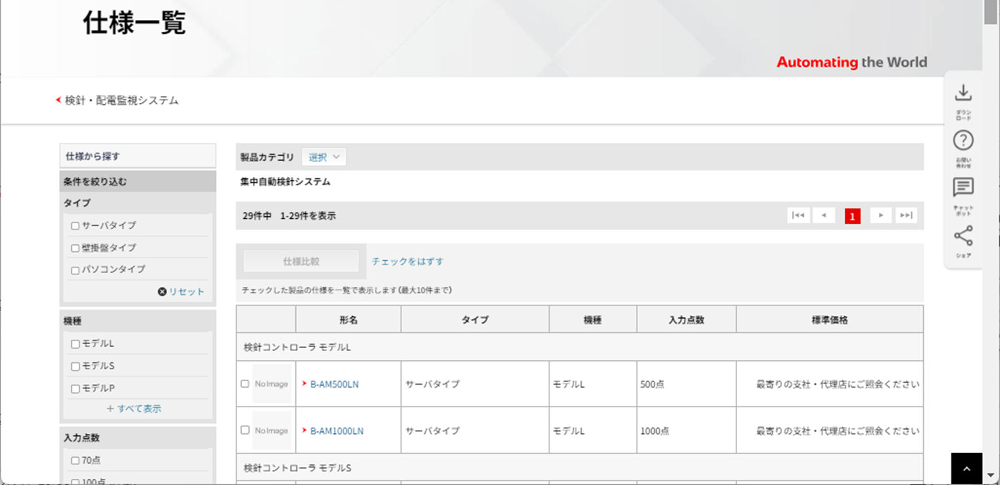 仕様一覧
Automating the World
検針・配電監視システム
仕様から探す
条件を絞り込む
タイプ
サーバタイプ
壁掛盤タイプ
パソコンタイプ
リセット
機種
モデルL
モデルS
モデルP
+ すべて表示
入力点数
70点
100点
製品カテゴリ 選択
集中自動検針システム
29件中 1-29件を表示
1
仕様比較 チェックをはずす
チェックした製品の仕様を一覧で表示します(最大10件まで)
形名 タイプ 機種 入力点数 標準価格
検針コントローラ モデルL
No Image B-AM500LN サーバタイプ モデルL 500点 最寄りの支社・代理店にご照会ください
No Image B-AM1000LN サーバタイプ モデルL 1000点 最寄りの支社・代理店にご照会ください
検針コントローラ モデルS
ダウン
ロード
お問い
合わせ
チャット
ボット
シェア